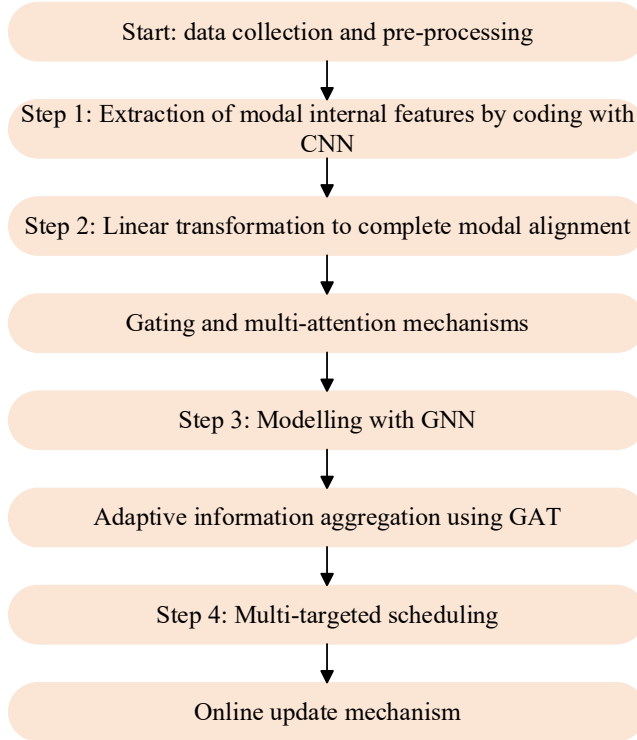 Start: data collection and pre-processing
Step 1: Extraction of modal internal features by coding with
CNN
Step 2: Linear transformation to complete modal alignment
Gating and multi-attention mechanisms
Step 3: Modelling with GNN
Adaptive information aggregation using GAT
Step 4: Multi-targeted scheduling
Online update mechanism